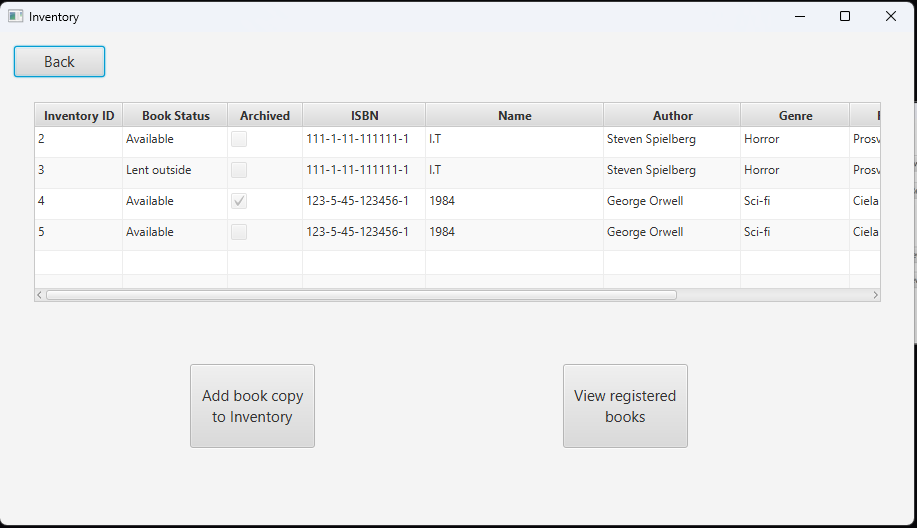 Inventory
Back
Inventory ID Book Status Archived ISBN Name Author Genre
2 Available 111-1-11-111111-1 I.T Steven Spielberg Horror Prosv
3 Lent outside 111-1-11-111111-1 I.T Steven Spielberg Horror Prosv
4 Available 123-5-45-123456-1 1984 George Orwell Sci-fi Ciela
5 Available 123-5-45-123456-1 1984 George Orwell Sci-fi Ciela
Add book copy
to Inventory
View registered
books